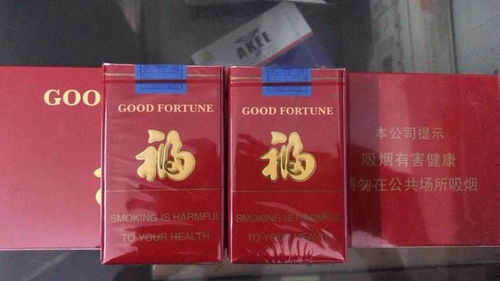 AKEE
GOOD
GOOD FORTUNE
福
SMOKING IS HARMFUL
TO YOUR HEALTH
GOOD FORTUNE
福
SMOKING IS HARMFUL
TO YOUR HEALTH
本公司提示
吸烟有害健康
请勿在公共场所吸烟